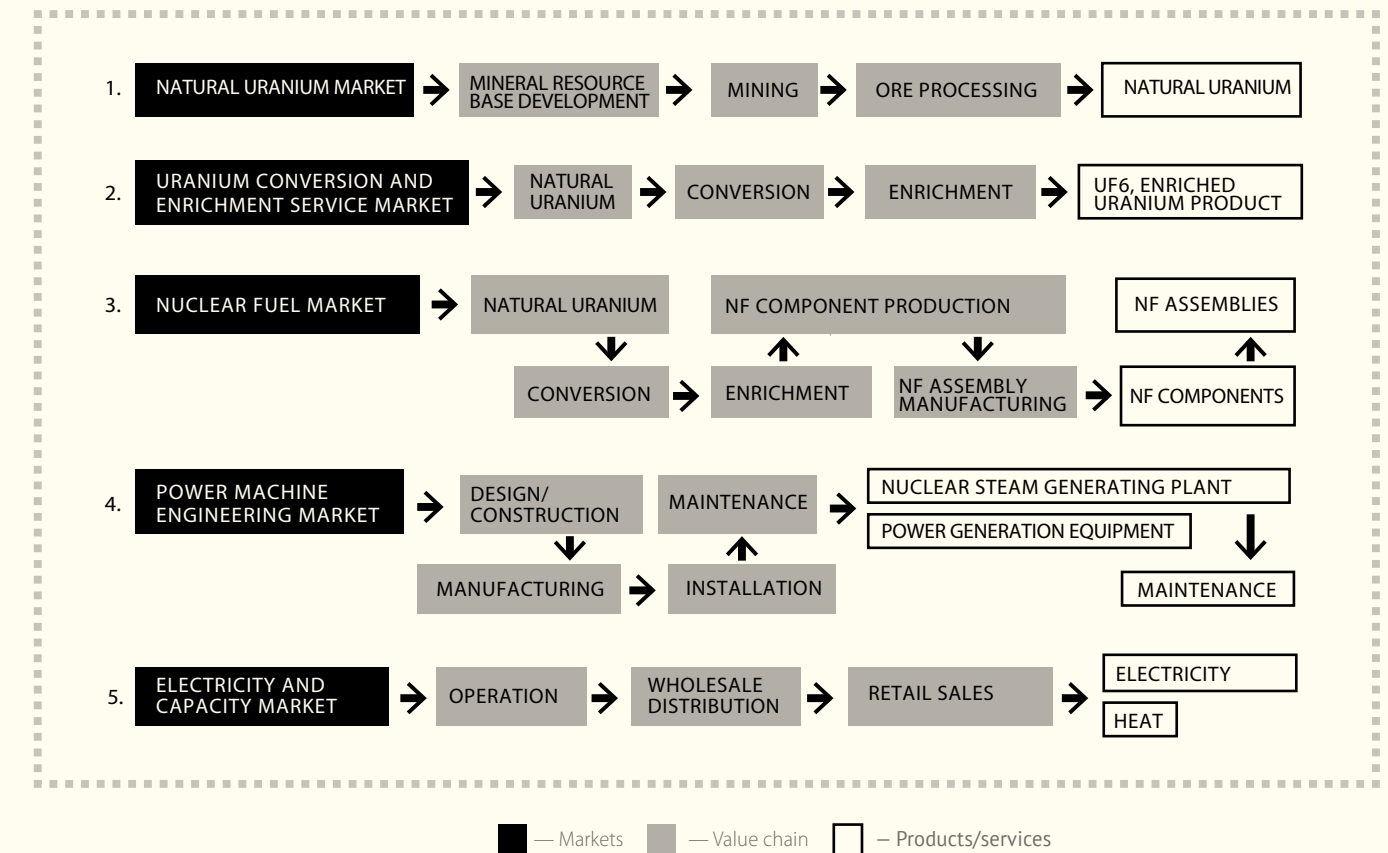 1.
NATURAL URANIUM MARKET
MINERAL RESOURCE
BASE DEVELOPMENT
MINING
ORE PROCESSING
NATURAL URANIUM
2.
URANIUM CONVERSION AND
ENRICHMENT SERVICE MARKET
NATURAL
URANIUM
CONVERSION
ENRICHMENT
UF6, ENRICHED
URANIUM PRODUCT
3.
NUCLEAR FUEL MARKET
NATURAL URANIUM
NF COMPONENT PRODUCTION
NF ASSEMBLIES
CONVERSION
ENRICHMENT
NF ASSEMBLY
MANUFACTURING
NF COMPONENTS
4.
POWER MACHINE
ENGINEERING MARKET
DESIGN/
CONSTRUCTION
MAINTENANCE
NUCLEAR STEAM GENERATING PLANT
POWER GENERATION EQUIPMENT
MANUFACTURING
INSTALLATION
MAINTENANCE
5.
ELECTRICITY AND
CAPACITY MARKET
OPERATION
WHOLESALE
DISTRIBUTION
RETAIL SALES
ELECTRICITY
HEAT
— Markets
— Value chain
– Products/services